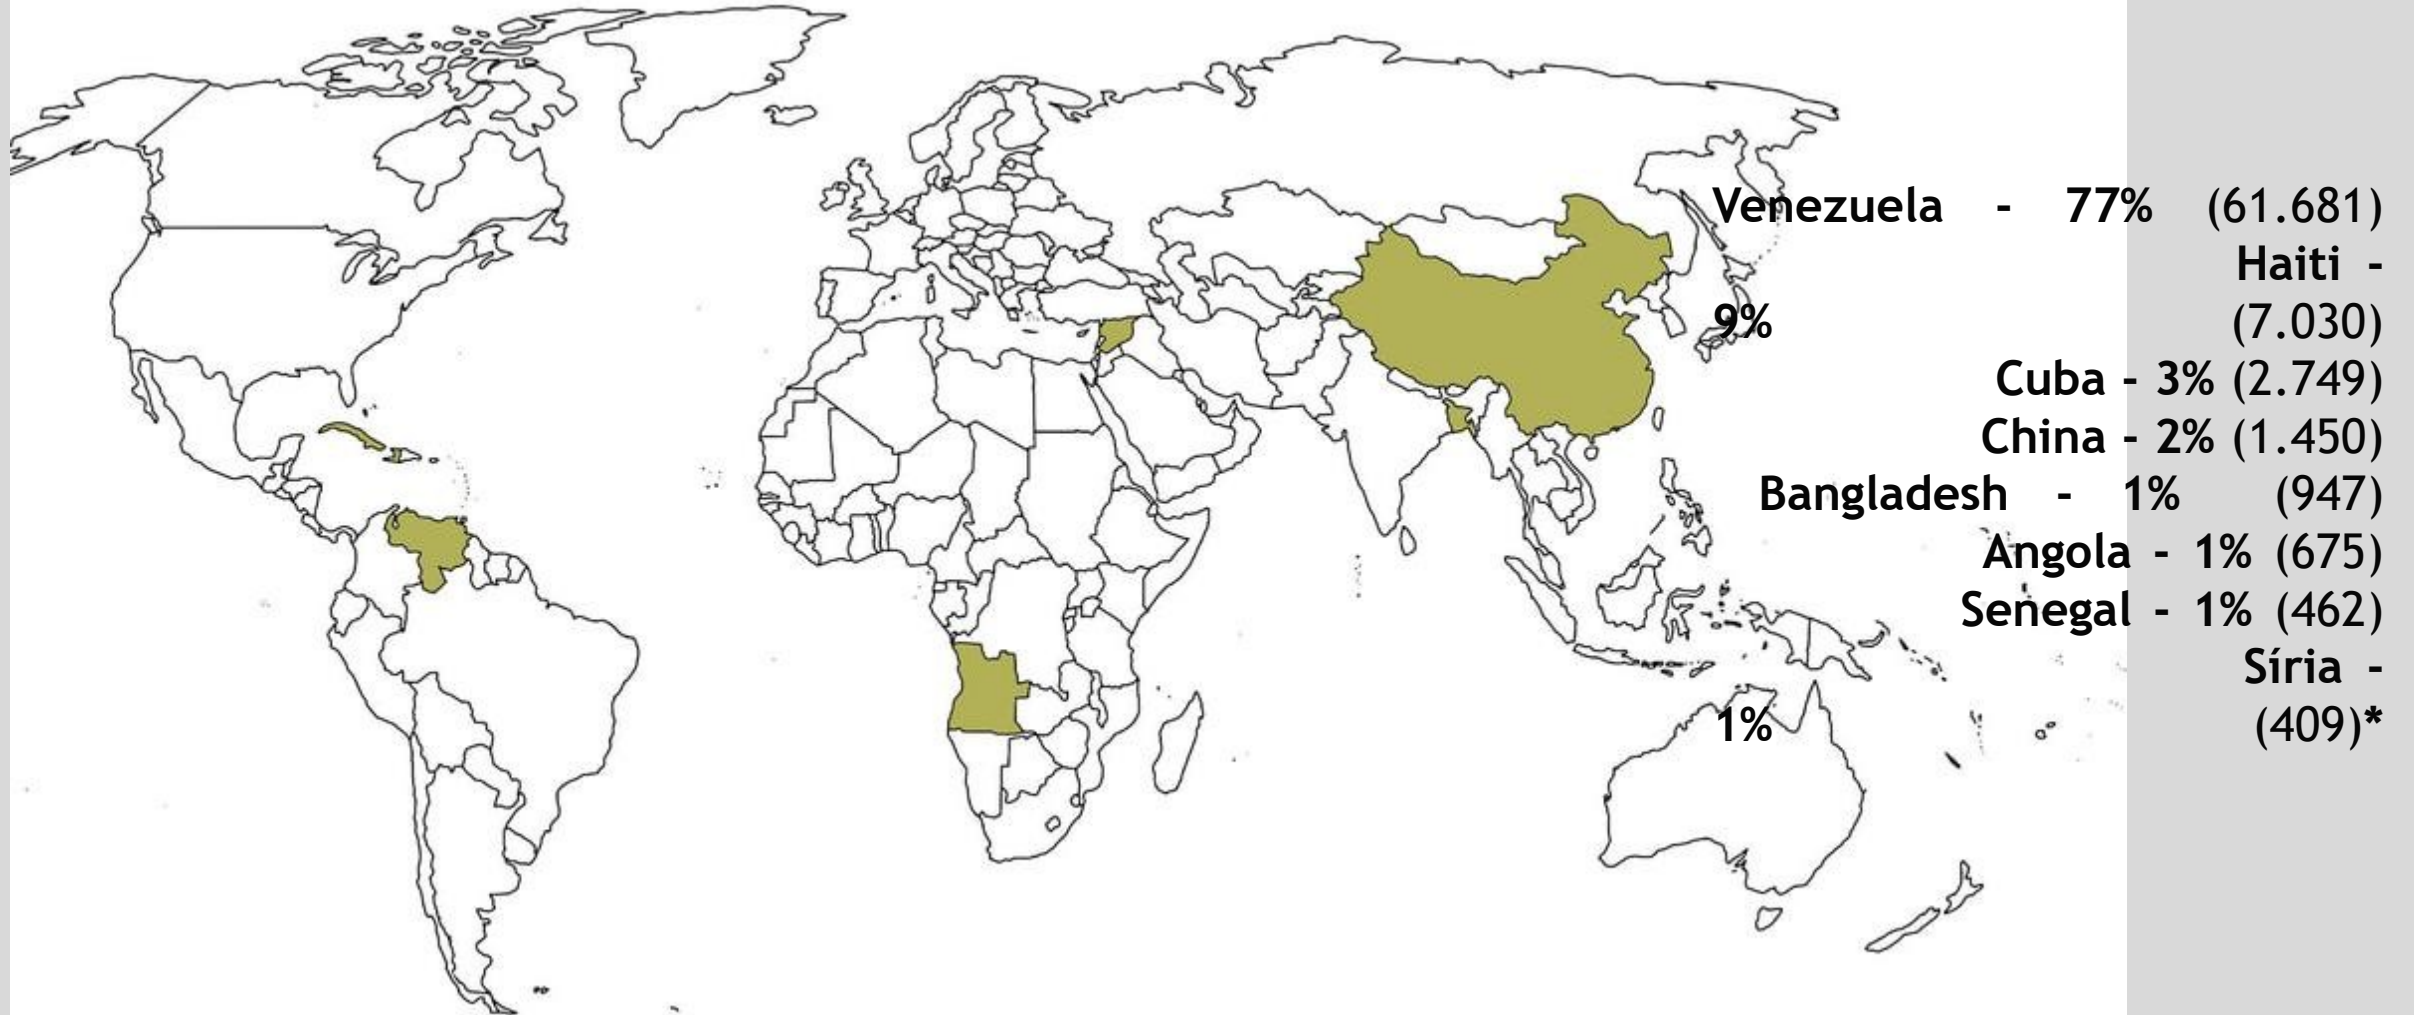 Venezuela - 77% (61.681)
Haiti -
9% (7.030)
Cuba - 3% (2.749)
China - 2% (1.450)
Bangladesh - 1% (947)
Angola - 1% (675)
Senegal - 1% (462)
Síria -
1% (409)*